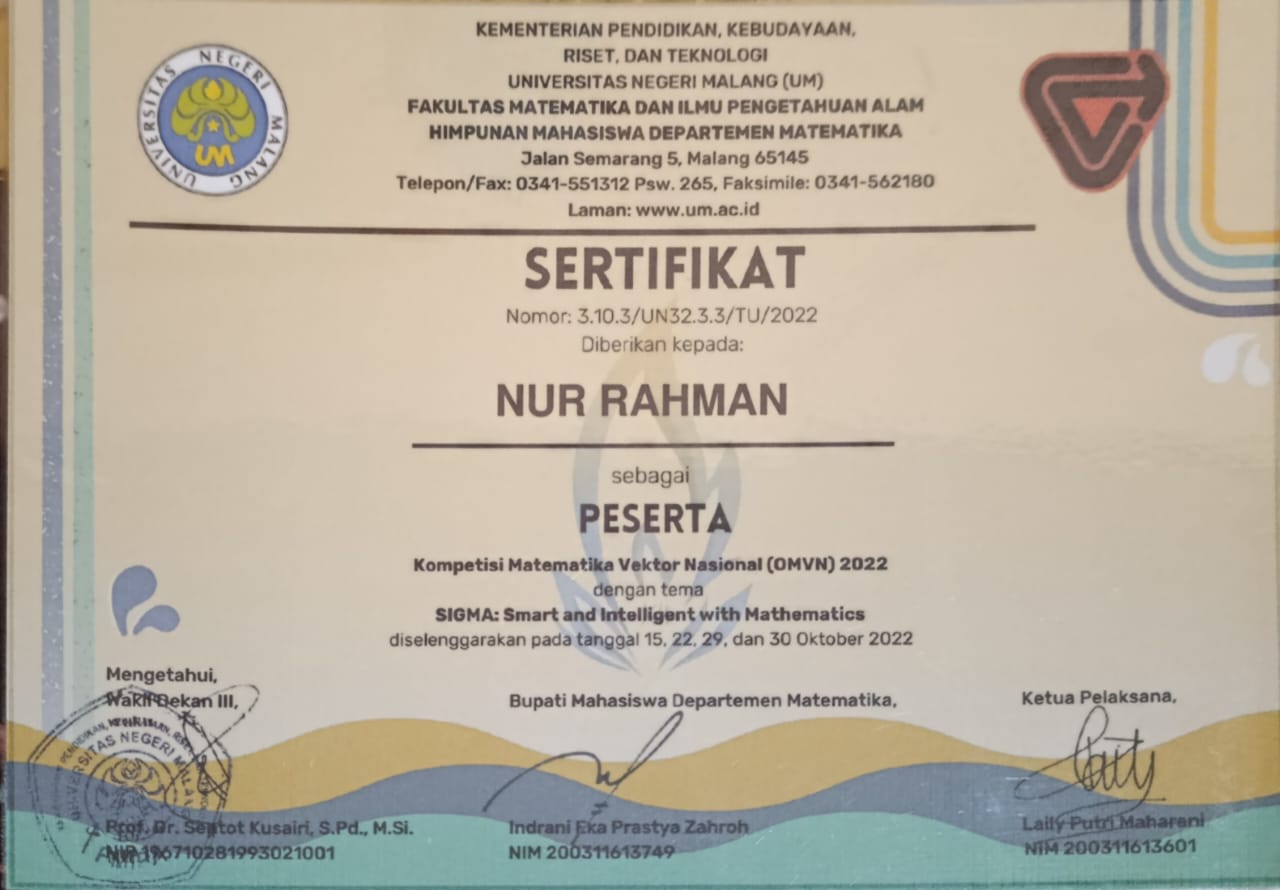 KEMENTERIAN PENDIDIKAN, KEBUDAYAAN,
RISET, DAN TEKNOLOGI
UNIVERSITAS NEGERI MALANG (UM)
FAKULTAS MATEMATIKA DAN ILMU PENGETAHUAN ALAM
HIMPUNAN MAHASISWA DEPARTEMEN MATEMATIKA
Jalan Semarang 5, Malang 65145
Telepon/Fax: 0341-551312 Psw. 265, Faksimile: 0341-562180
Laman: www.um.ac.id
UNIVERSITAS NEGERI MALANG
UM
SERTIFIKAT
Nomor: 3.10.3/UN32.3.3/TU/2022
Diberikan kepada:
NUR RAHMAN
sebagai
PESERTA
Kompetisi Matematika Vektor Nasional (OMVN) 2022
dengan tema
SIGMA: Smart and Intelligent with Mathematics
diselenggarakan pada tanggal 15, 22, 29, dan 30 Oktober 2022
Mengetahui,
Wakil Dekan III,
Bupati Mahasiswa Departemen Matematika,
Ketua Pelaksana,
UNIVERSITAS NEGERI MALANG
Prof. Dr. Sentot Kusairi, S.Pd., M.Si.
NIP 196710281993021001
Indrani Eka Prastya Zahroh
NIM 200311613749
Laily Putri Maharani
NIM 200311613601